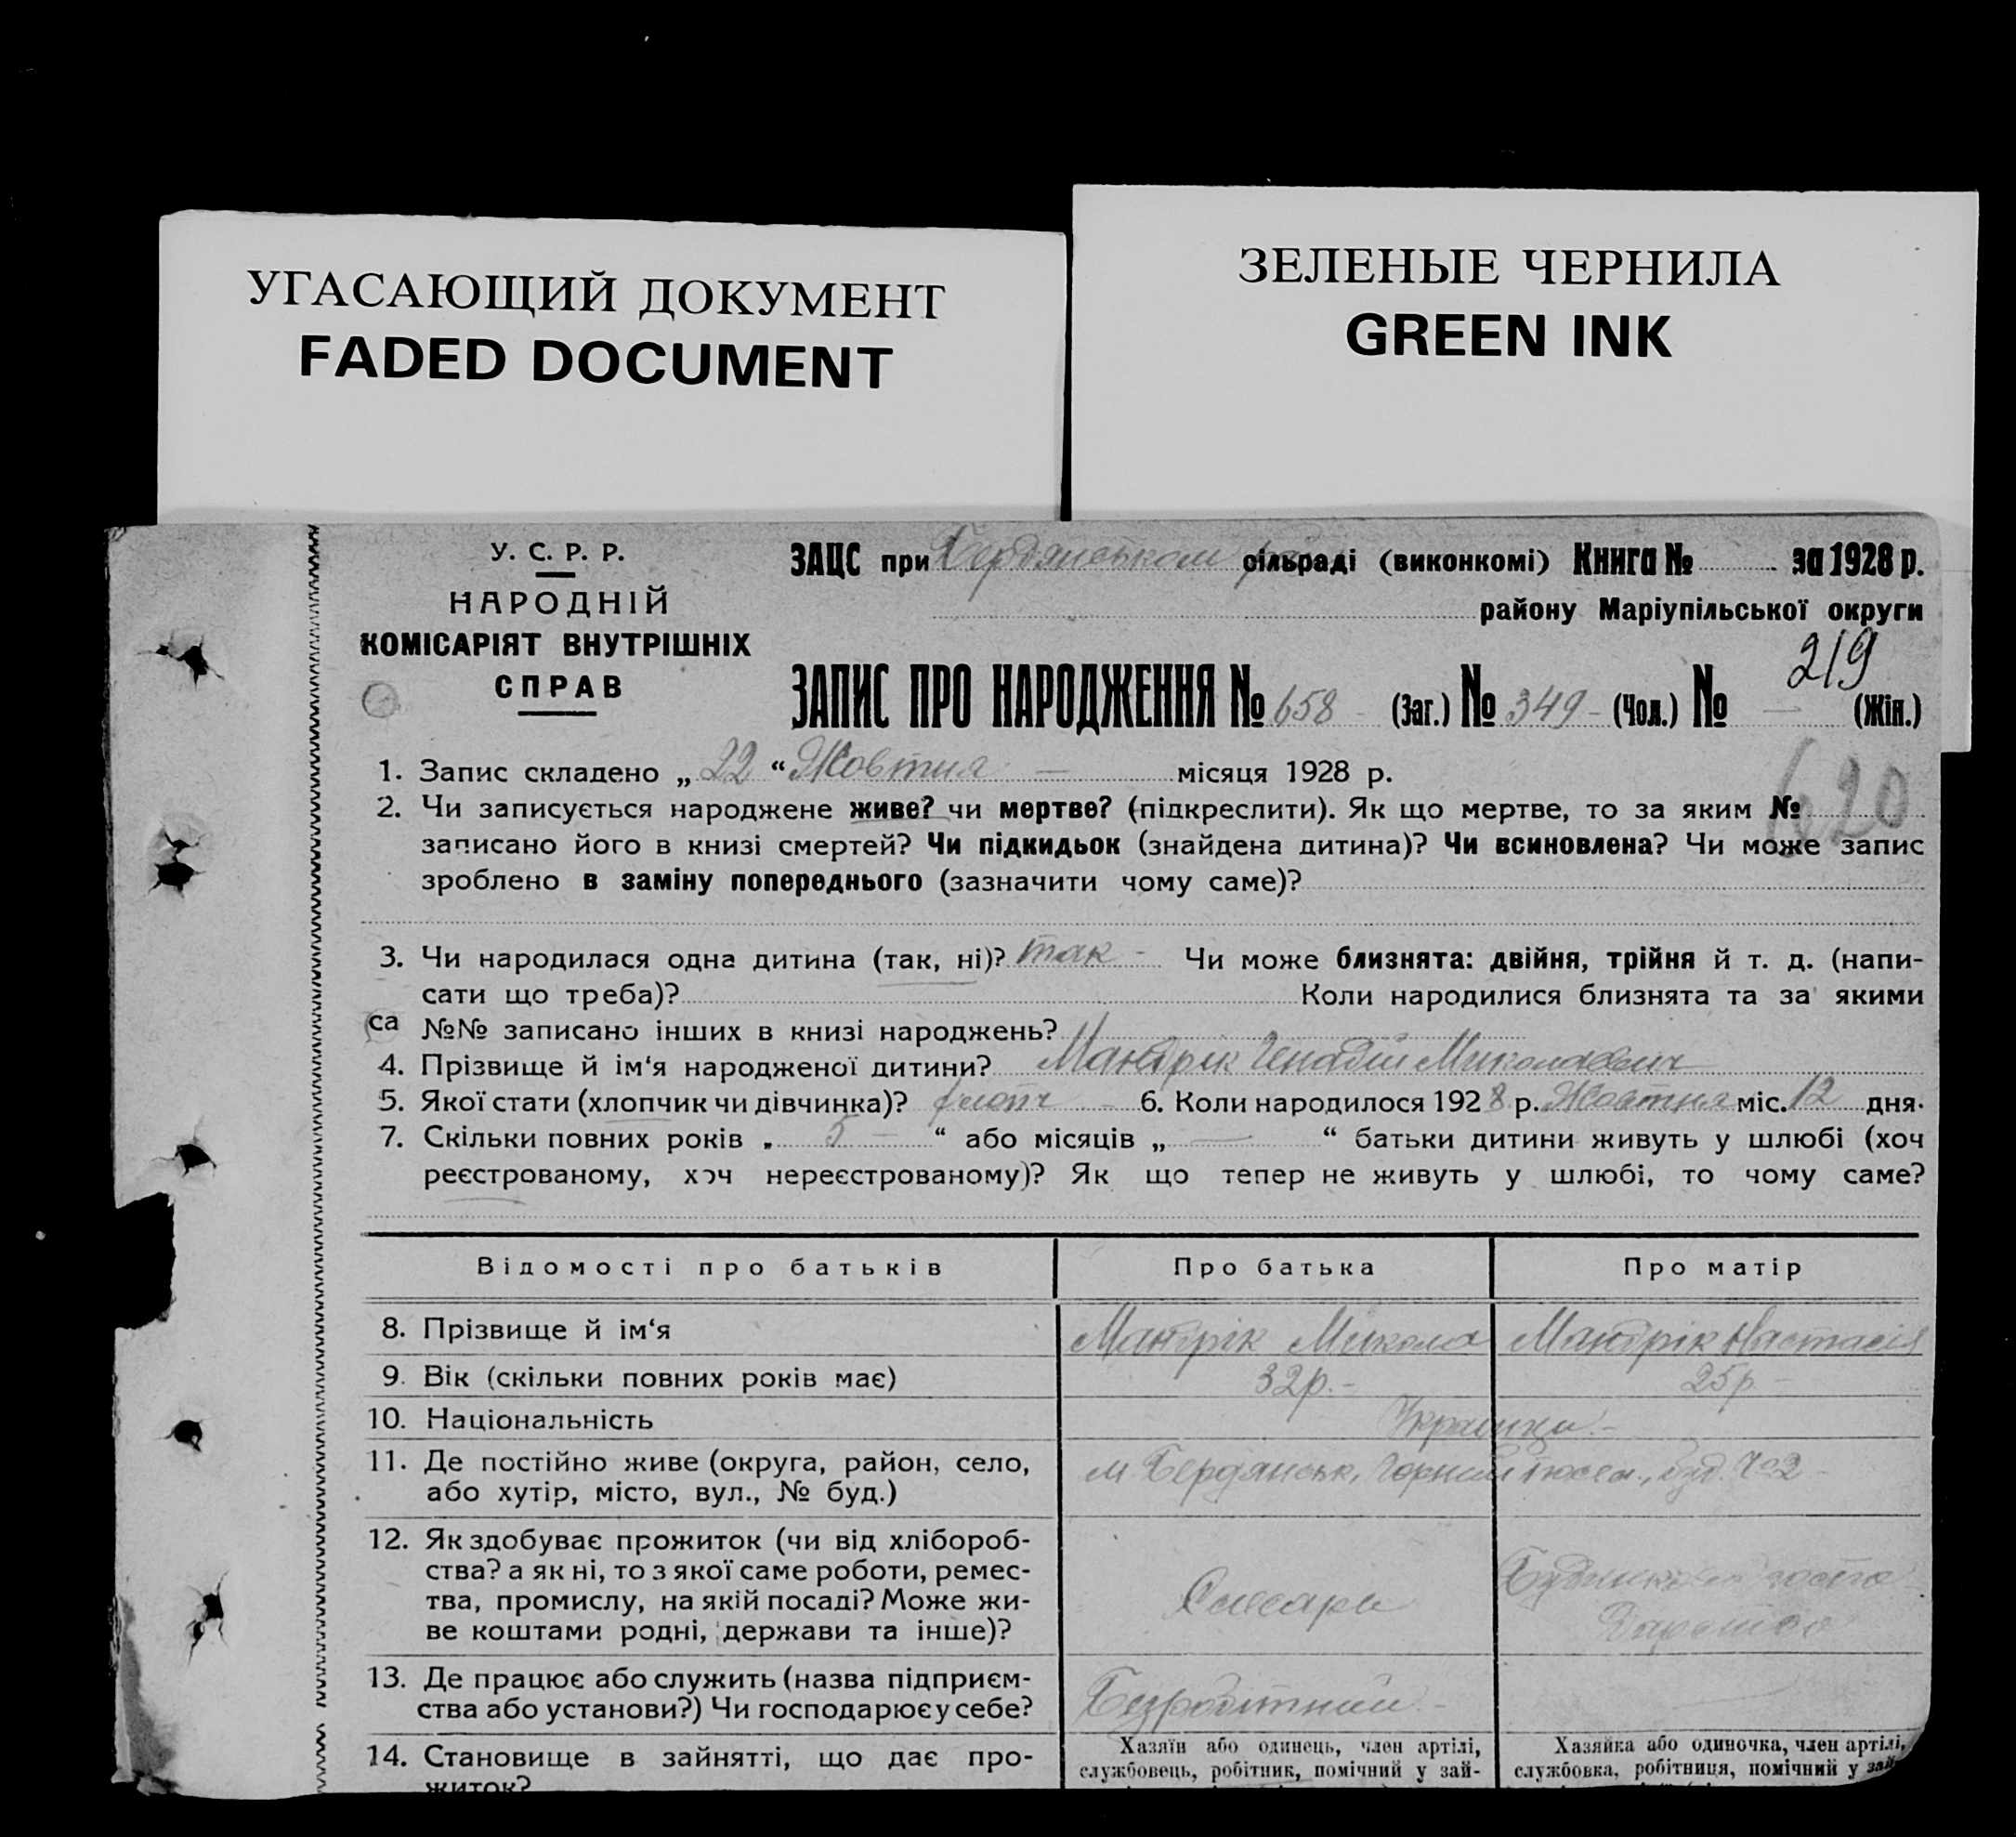 УГАСАЮЩИЙ ДОКУМЕНТ
FADED DOCUMENT
ЗЕЛЕНЫЕ ЧЕРНИЛА
GREEN INK
У. С. Р. Р.
НАРОДНІЙ
КОМІСАРІЯТ ВНУТРІШНІХ
СПРАВ
ЗАЦС при Бердянськом сільраді (виконкомі) Книга № за 1928 р.
району Маріупільської округи
219
ЗАПИС ПРО НАРОДЖЕННЯ № 658 - (Заг.) № 349 - (Чол.) № — (Жін.)
620
1. Запис складено „ 22 “ Жовтня — місяця 1928 р.
2. Чи записується народжене живе? чи мертве? (підкреслити). Як що мертве, то за яким №
записано його в книзі смертей? Чи підкидьок (знайдена дитина)? Чи всиновлена? Чи може запис
зроблено в заміну попереднього (зазначити чому саме)?
3. Чи народилася одна дитина (так, ні)? так - Чи може близнята: двійня, трійня й т. д. (напи-
сати що треба)? Коли народилися близнята та за якими
са №№ записано інших в книзі народжень?
4. Прізвище й ім‘я народженої дитини? Мандрік Генадій Миколаєвич
5. Якої стати (хлопчик чи дівчинка)? хлопч - 6. Коли народилося 1928 р. Жовтня міс. 12 дня.
7. Скільки повних років „ 5 — “ або місяців „ — “ батьки дитини живуть у шлюбі (хоч
реєстрованому, хоч нереєстрованому)? Як що тепер не живуть у шлюбі, то чому саме?
Відомості про батьків Про батька Про матір
8. Прізвище й ім‘я Мандрік Микола Мандрік Настасія
9. Вік (скільки повних років має) 32р. - 25р -
10. Національність Українци -
11. Де постійно живе (округа, район, село,
або хутір, місто, вул., № буд.)
м Бердянськ, Горний посел., буд. 402 -
12. Як здобуває прожиток (чи від хлібороб-
ства? а як ні, то з якої саме роботи, ремес-
тва, промислу, на якій посаді? Може жи-
ве коштами родні, держави та інше)?
Слесарь
13. Де працює або служить (назва підприєм-
ства або установи?) Чи господарює у себе?
Безробітний -
14. Становище в зайнятті, що дає про-
житок?
Хазяїн або одинець, член артілі,
службовець, робітник, помічний у зай-
Хазяйка або одиночка, член артілі,
службовка, робітниця, помічний у зай-